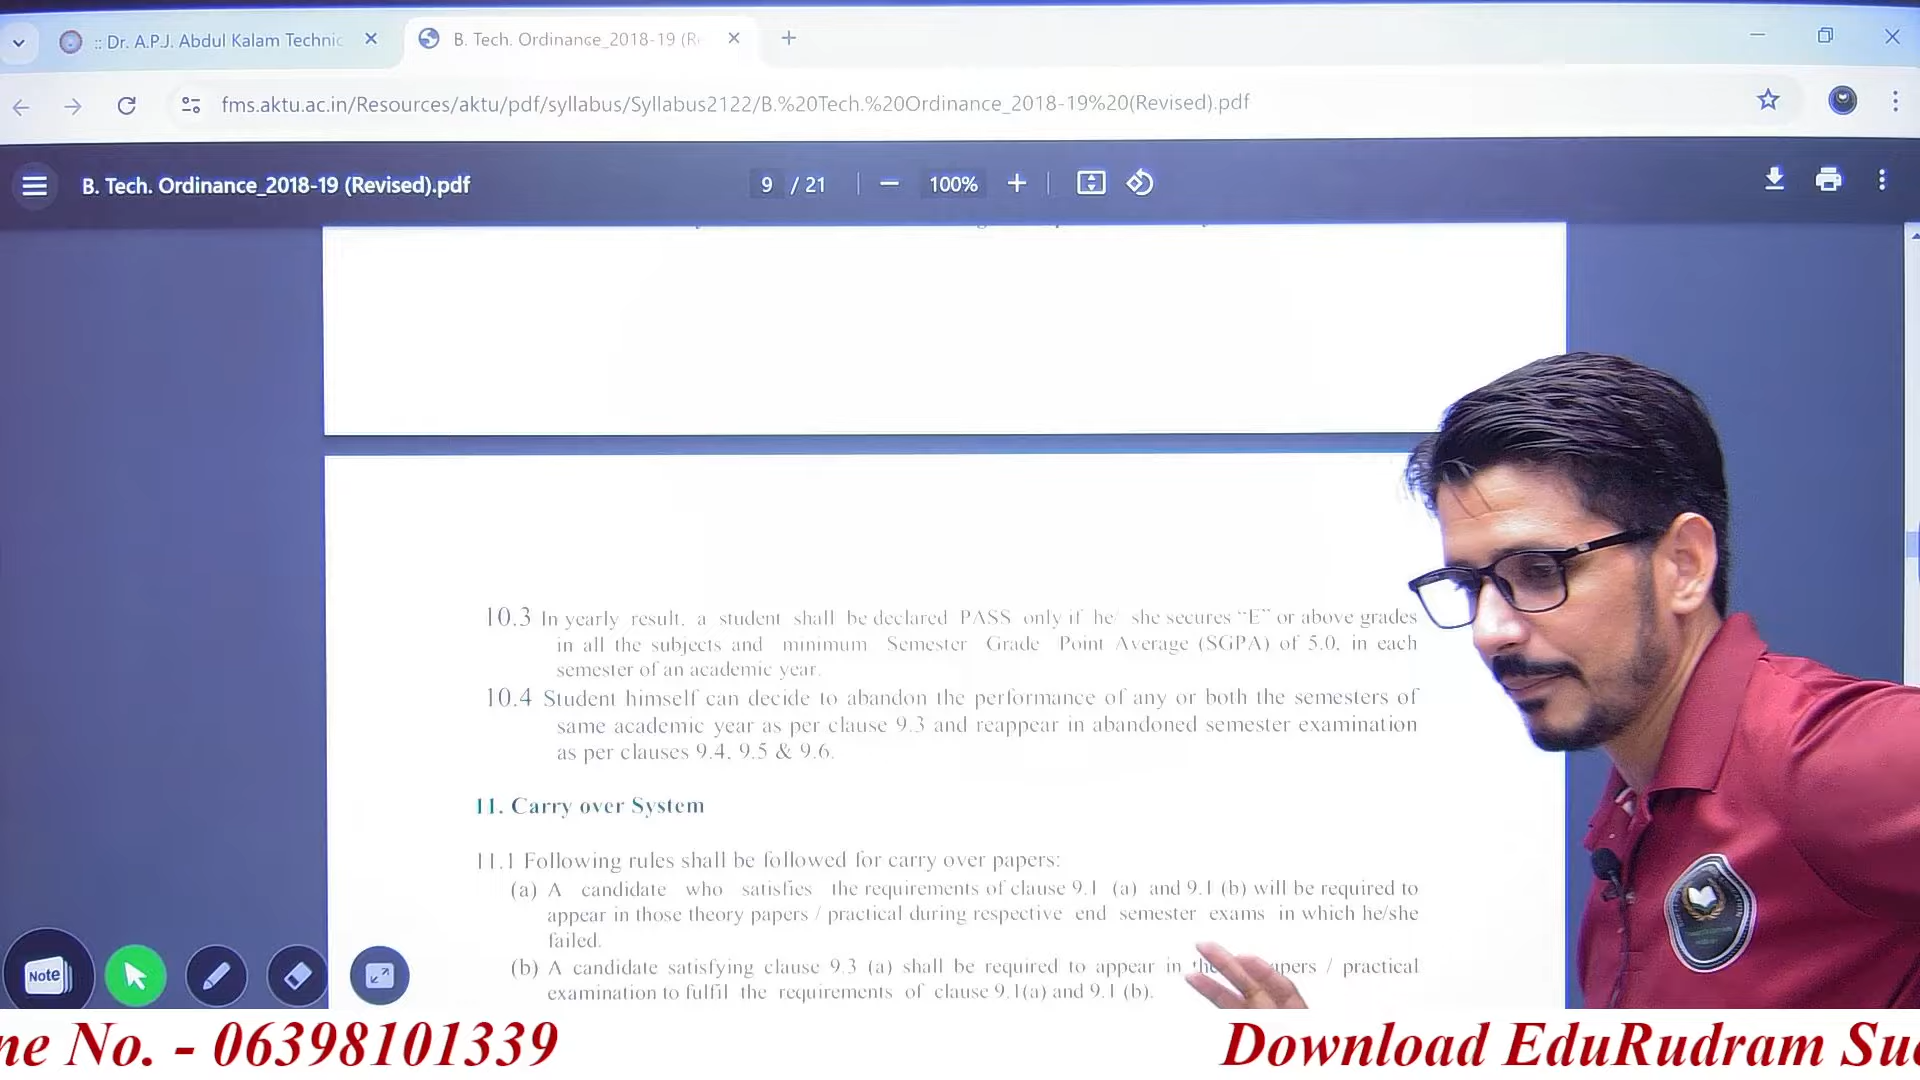 :: Dr. A.P.J. Abdul Kalam Technic
B. Tech. Ordinance_2018-19 (R
fms.aktu.ac.in/Resources/aktu/pdf/syllabus/Syllabus2122/B.%20Tech.%20Ordinance_2018-19%20(Revised).pdf
B. Tech. Ordinance_2018-19 (Revised).pdf
9 / 21
100%
10.3 In yearly result, a student shall be declared PASS only if he/ she secures “E” or above grades
in all the subjects and minimum Semester Grade Point Average (SGPA) of 5.0, in each
semester of an academic year.
10.4 Student himself can decide to abandon the performance of any or both the semesters of
same academic year as per clause 9.3 and reappear in abandoned semester examination
as per clauses 9.4, 9.5 & 9.6.
11. Carry over System
11.1 Following rules shall be followed for carry over papers:
(a) A candidate who satisfies the requirements of clause 9.1 (a) and 9.1 (b) will be required to
appear in those theory papers / practical during respective end semester exams in which he/she
failed.
(b) A candidate satisfying clause 9.3 (a) shall be required to appear in / practical
examination to fulfil the requirements of clause 9.1(a) and 9.1 (b).
Note
ne No. - 06398101339
Download EduRudram Su